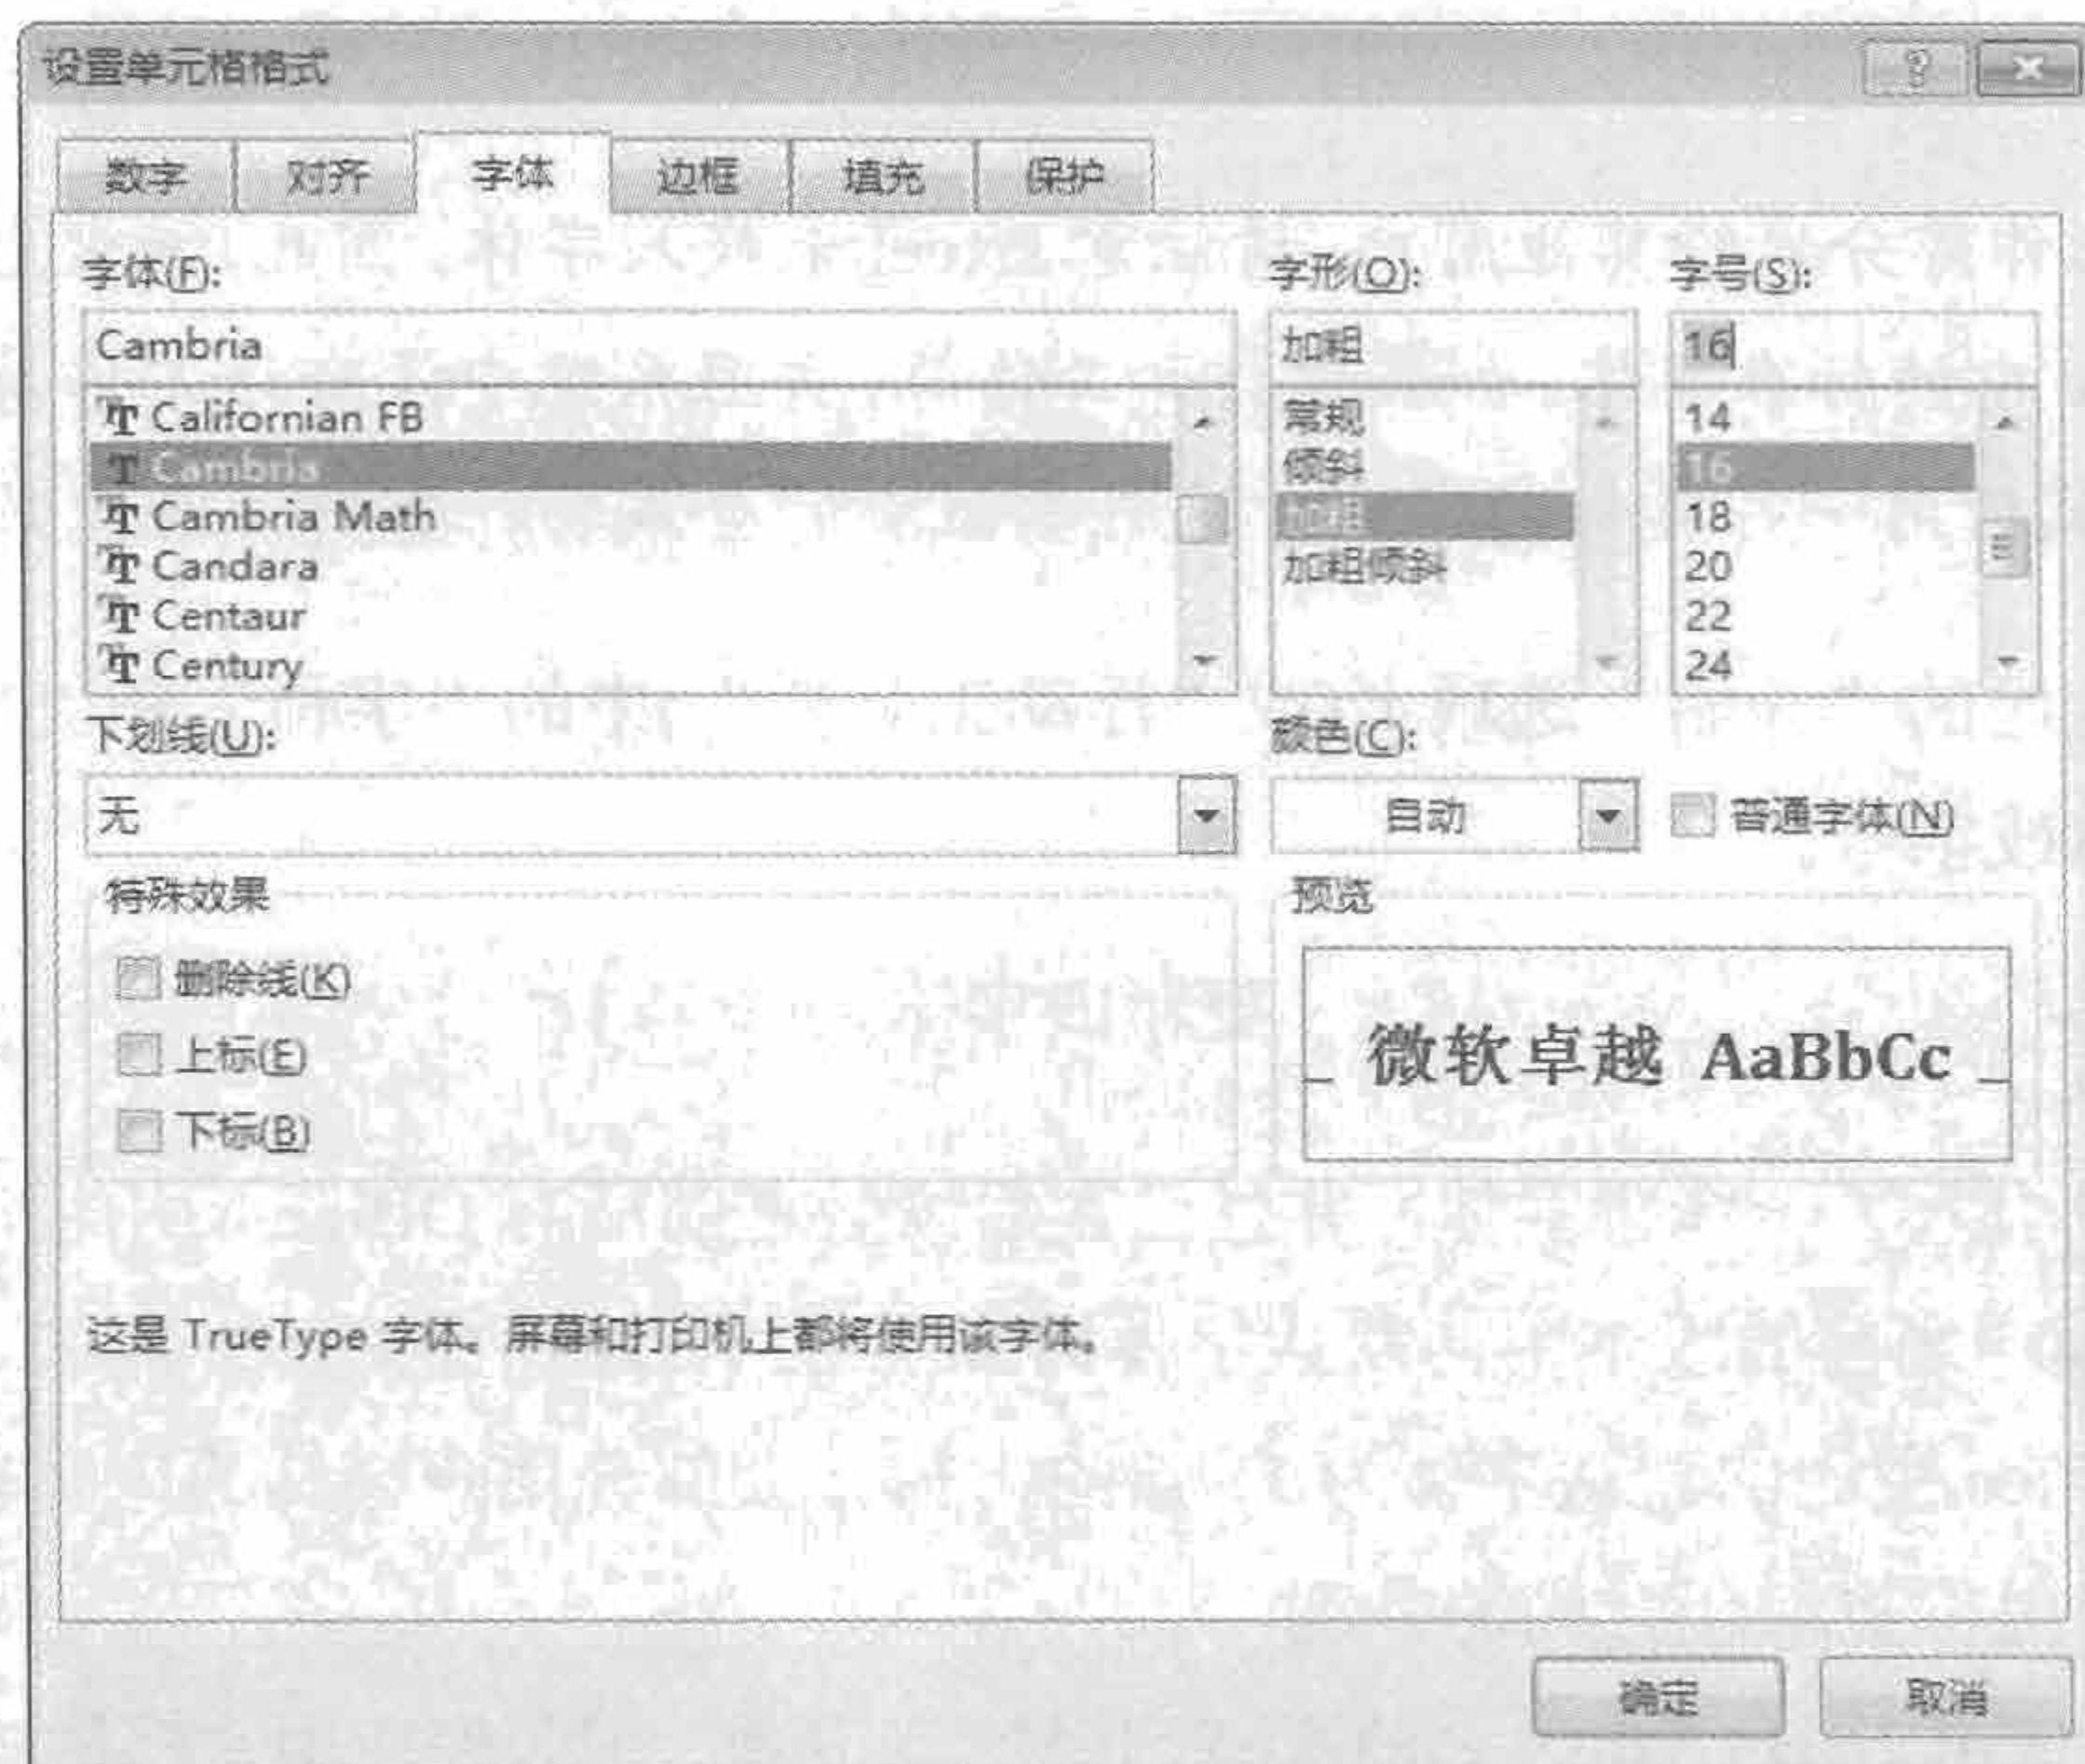 设置单元格格式
数字 对齐 字体 边框 填充 保护
字体(F): 字形(O): 字号(S):
Cambria 加粗 16
Californian FB 常规 14
Cambria 倾斜 16
Cambria Math 加粗 18
Candara 加粗倾斜 20
Centaur 22
Century 24
下划线(U): 颜色(C):
无 自动 普通字体(N)
特殊效果 预览
删除线(K)
上标(E)
下标(B)
微软卓越 AaBbCc
这是 TrueType 字体。屏幕和打印机上都将使用该字体。
确定 取消